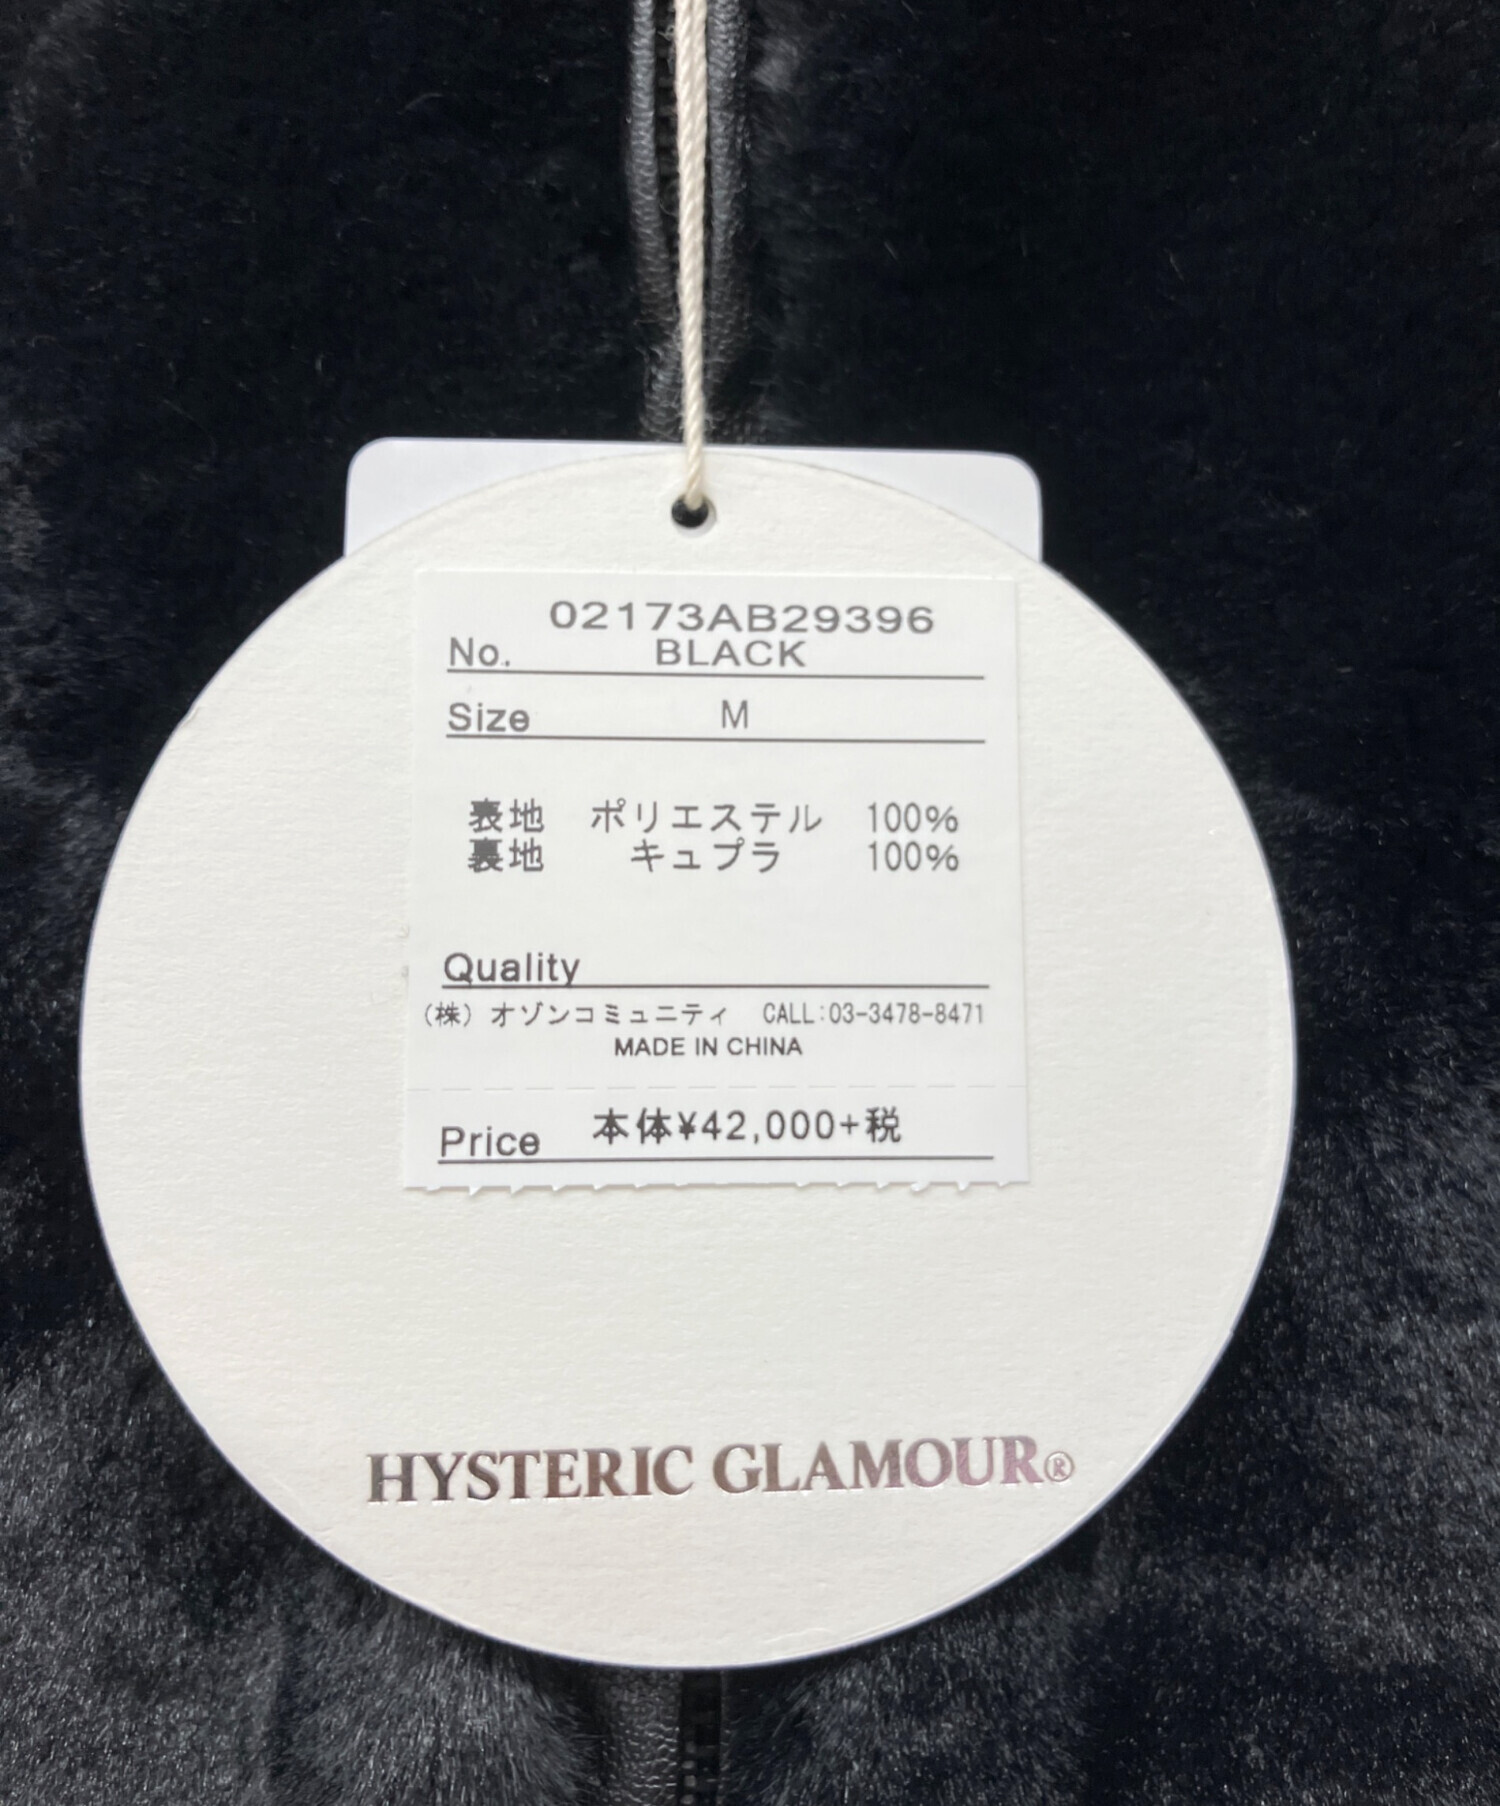 02173AB29396
No. BLACK
Size M
表地 ポリエステル 100%
裏地 キュプラ 100%
Quality
(株) オゾンコミュニティ CALL:03-3478-8471
MADE IN CHINA
Price 本体¥42,000+税
HYSTERIC GLAMOUR®